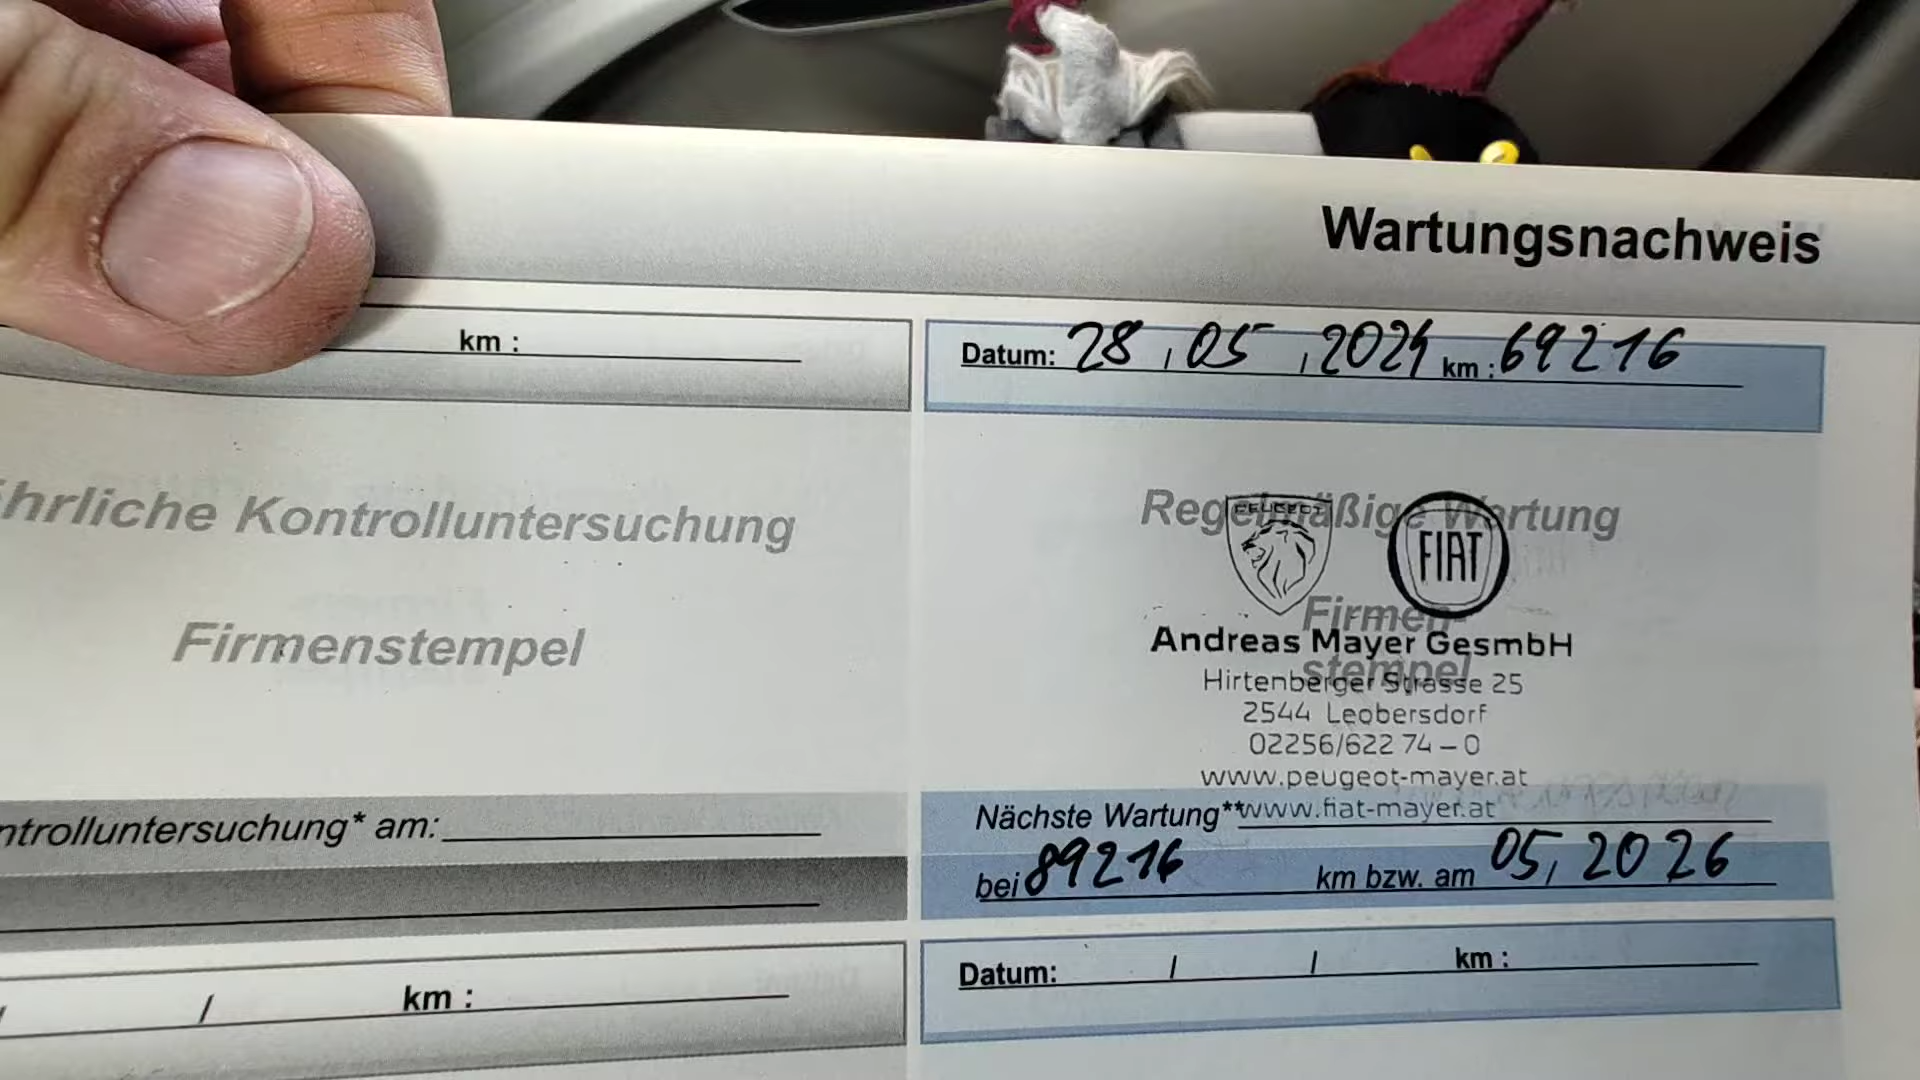 Wartungsnachweis
km :
Datum: 28 / 05 / 2024 km : 69216
hrliche Kontrolluntersuchung
Firmenstempel
Regelmäßige Wartung
Firmen-
stempel
PEUGEOT
FIAT
Andreas Mayer GesmbH
Hirtenberger Strasse 25
2544 Leobersdorf
02256/622 74 – 0
www.peugeot-mayer.at
www.fiat-mayer.at
ntrolluntersuchung* am:
Nächste Wartung**
bei 89216 km bzw. am 05, 2026
/ / km :
Datum: / / km :